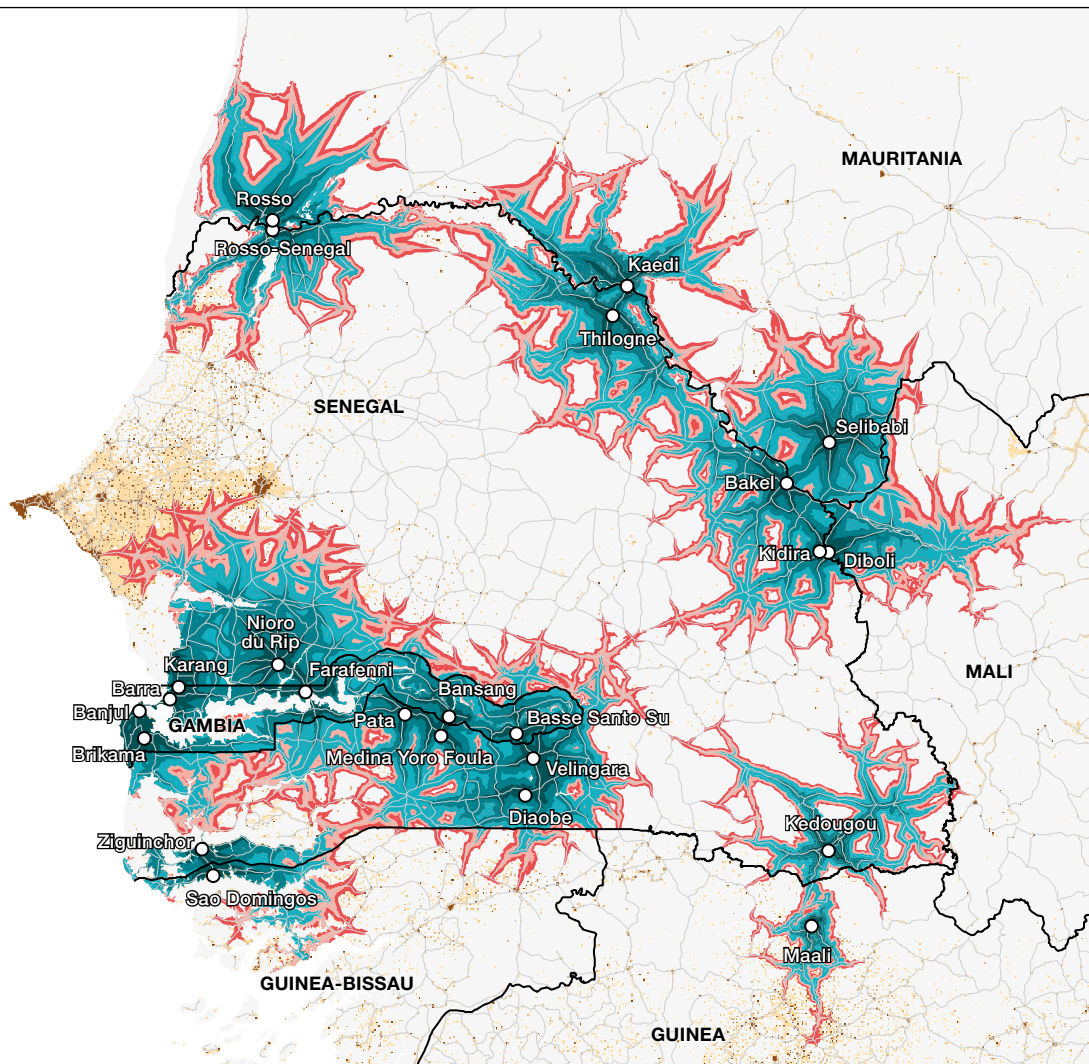 MAURITANIA
Rosso
Rosso-Senegal
Kaedi
Thilogne
SENEGAL
Selibabi
Bakel
Kidira
Diboli
Nioro
du Rip
Karang
Farafenni
MALI
Barra
Bansang
Banjul
GAMBIA
Pata
Basse Santo Su
Brikama
Medina Yoro Foula
Velingara
Diaobe
Kedougou
Ziguinchor
Sao Domingos
Maali
GUINEA-BISSAU
GUINEA